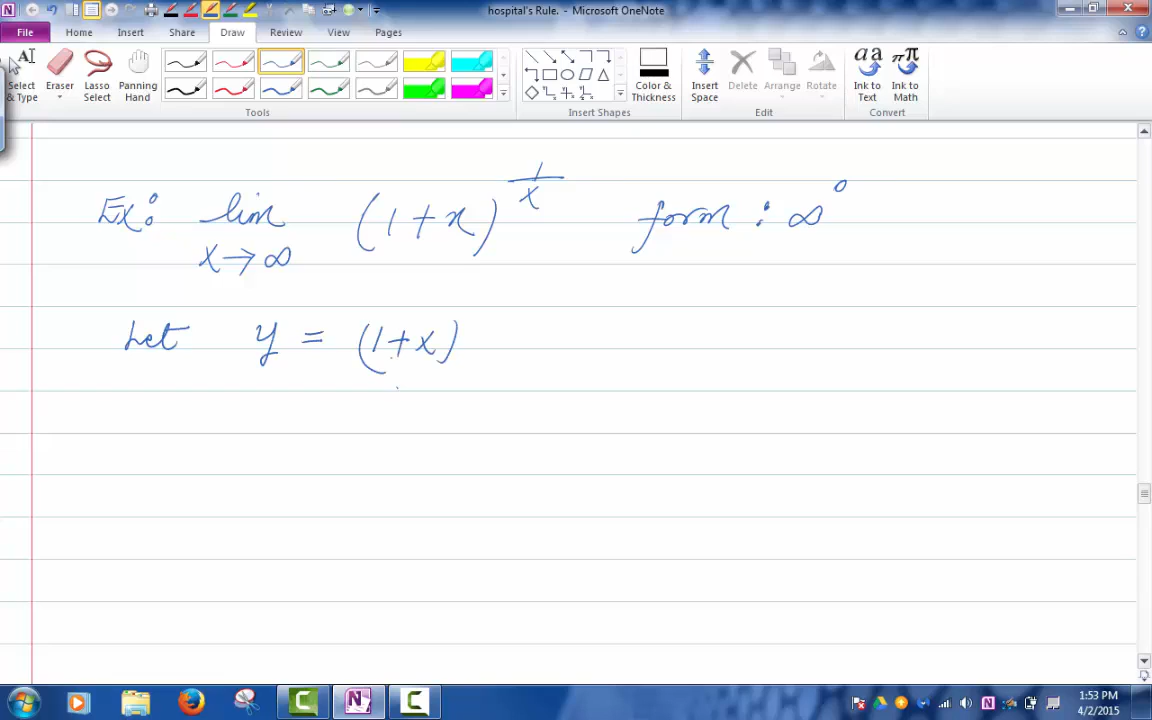 hospital's Rule. - Microsoft OneNote
File Home Insert Share Draw Review View Pages
Select & Type Eraser Lasso Select Panning Hand Color & Thickness Insert Space Delete Arrange Rotate Ink to Text Ink to Math
Tools Insert Shapes Edit Convert
Ex: lim x→∞ (1+x)^(1/x) form : ∞^0
Let y = (1+x)
1:53 PM
4/2/2015